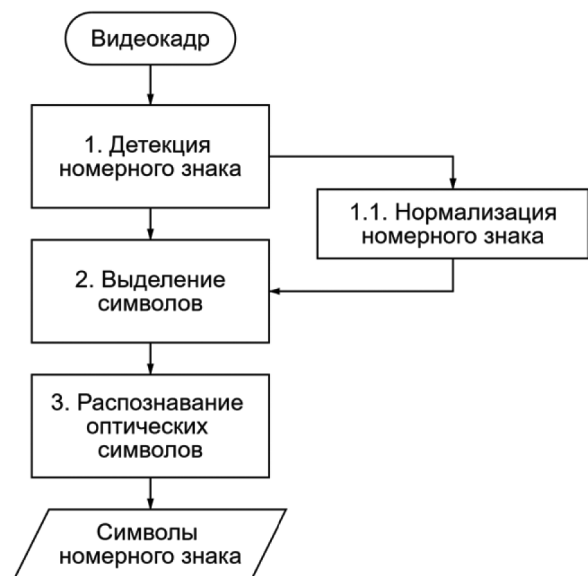 Видеокадр
1. Детекция
номерного знака
1.1. Нормализация
номерного знака
2. Выделение
символов
3. Распознавание
оптических
символов
Символы
номерного знака